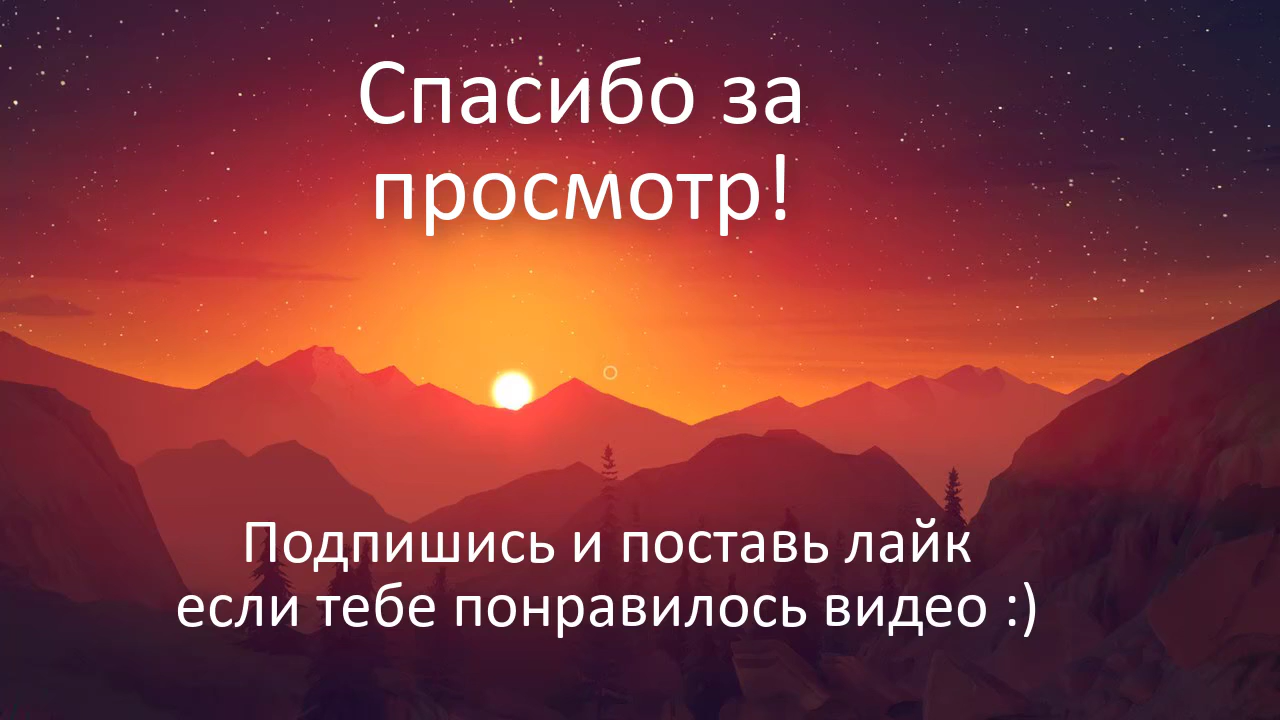 Спасибо за
просмотр!
Подпишись и поставь лайк
если тебе понравилось видео :)